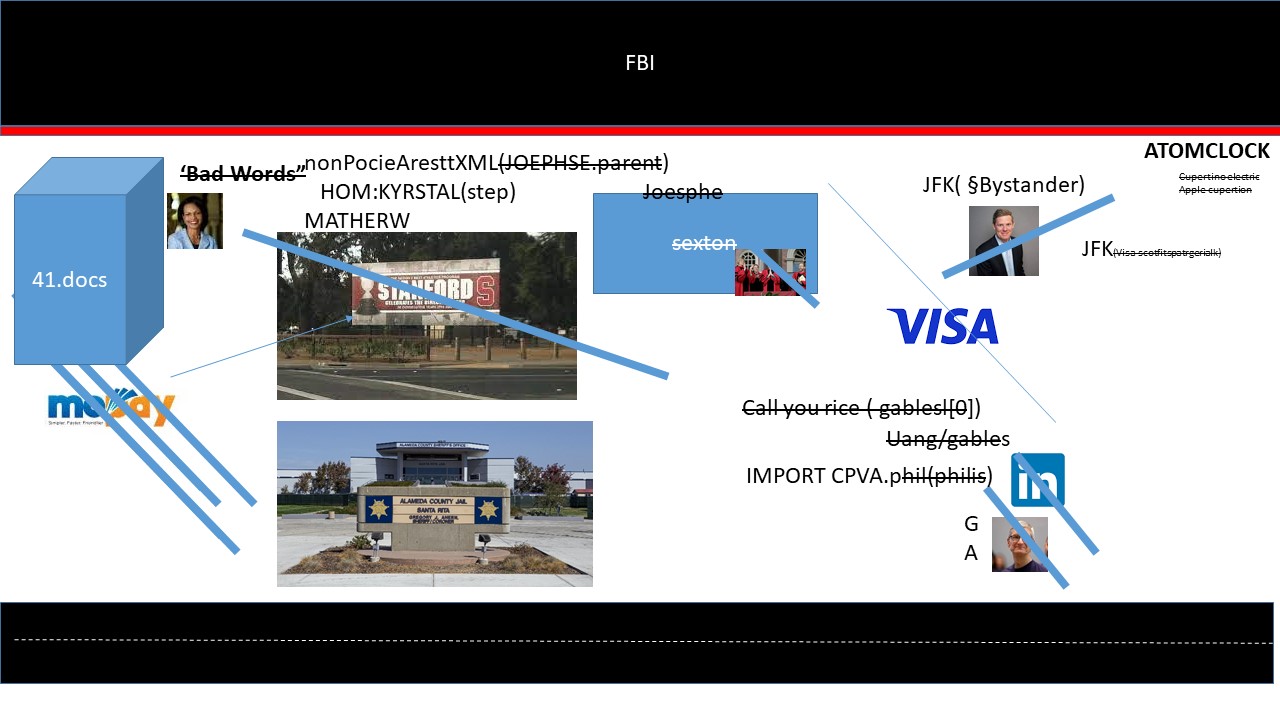 FBI
ATOMCLOCK
Cupertino electric
Apple cupertion
‘Bad Words”
nonPocieAresttXML(JOEPHSE.parent)
HOM:KYRSTAL(step)
MATHERW
Joesphe
sexton
JFK( §Bystander)
JFK(Visa scotfitspatrgerialk)
41.docs
STANFORD S
CELEBRATES THE
VISA
mopay
Simpler. Faster.
Call you rice ( gablesl[0])
Uang/gables
IMPORT CPVA.phil(philis)
in
G
A
ALAMEDA COUNTY SHERIFF'S OFFICE
ALAMEDA COUNTY JAIL
SANTA RITA
GREGORY J. AHERN
SHERIFF/CORONER